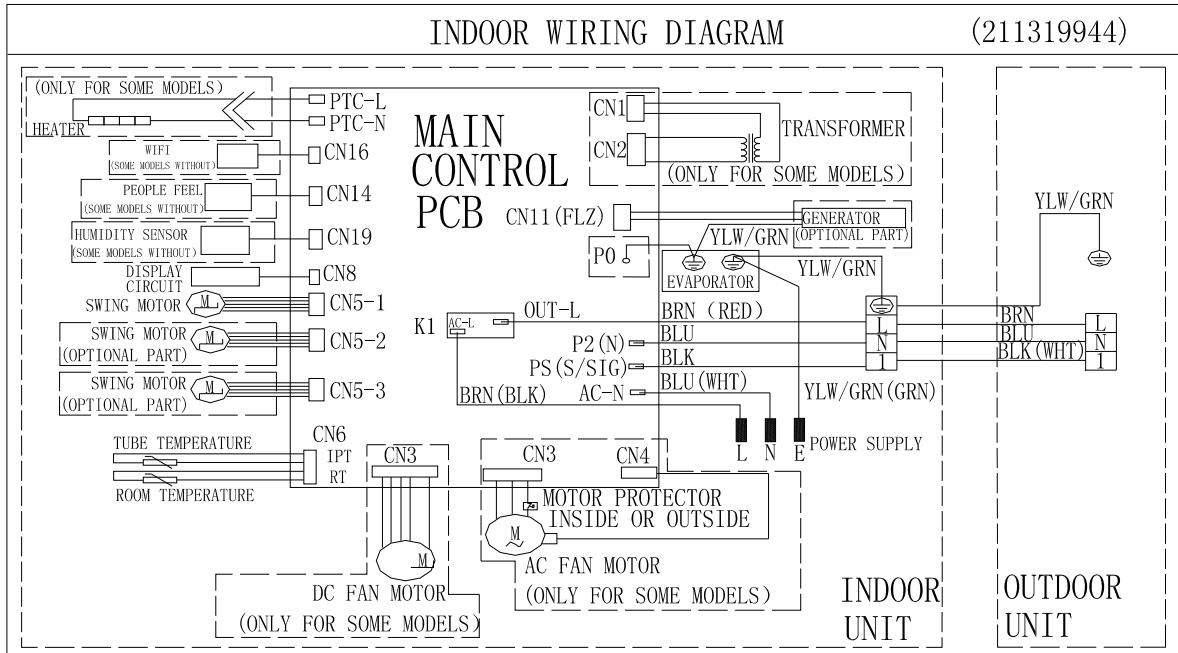 INDOOR WIRING DIAGRAM (211319944)
(ONLY FOR SOME MODELS)
HEATER
PTC-L
PTC-N
WIFI
(SOME MODELS WITHOUT)
CN16
PEOPLE FEEL
(SOME MODELS WITHOUT)
CN14
HUMIDITY SENSOR
(SOME MODELS WITHOUT)
CN19
DISPLAY
CIRCUIT
CN8
SWING MOTOR
M
CN5-1
SWING MOTOR
(OPTIONAL PART)
M
CN5-2
SWING MOTOR
(OPTIONAL PART)
M
CN5-3
TUBE TEMPERATURE
ROOM TEMPERATURE
CN6
IPT
RT
MAIN
CONTROL
PCB
CN1
CN2
TRANSFORMER
(ONLY FOR SOME MODELS)
CN11(FLZ)
GENERATOR
(OPTIONAL PART)
YLW/GRN
P0
EVAPORATOR
YLW/GRN
K1
AC-L
OUT-L
BRN (RED)
P2(N)
BLU
PS(S/SIG)
BLK
AC-N
BLU(WHT)
BRN(BLK)
L
N
1
YLW/GRN(GRN)
L N E
POWER SUPPLY
YLW/GRN
BRN
BLU
BLK(WHT)
L
N
1
CN3
M
DC FAN MOTOR
(ONLY FOR SOME MODELS)
CN3
CN4
MOTOR PROTECTOR
INSIDE OR OUTSIDE
M
AC FAN MOTOR
(ONLY FOR SOME MODELS)
INDOOR
UNIT
OUTDOOR
UNIT